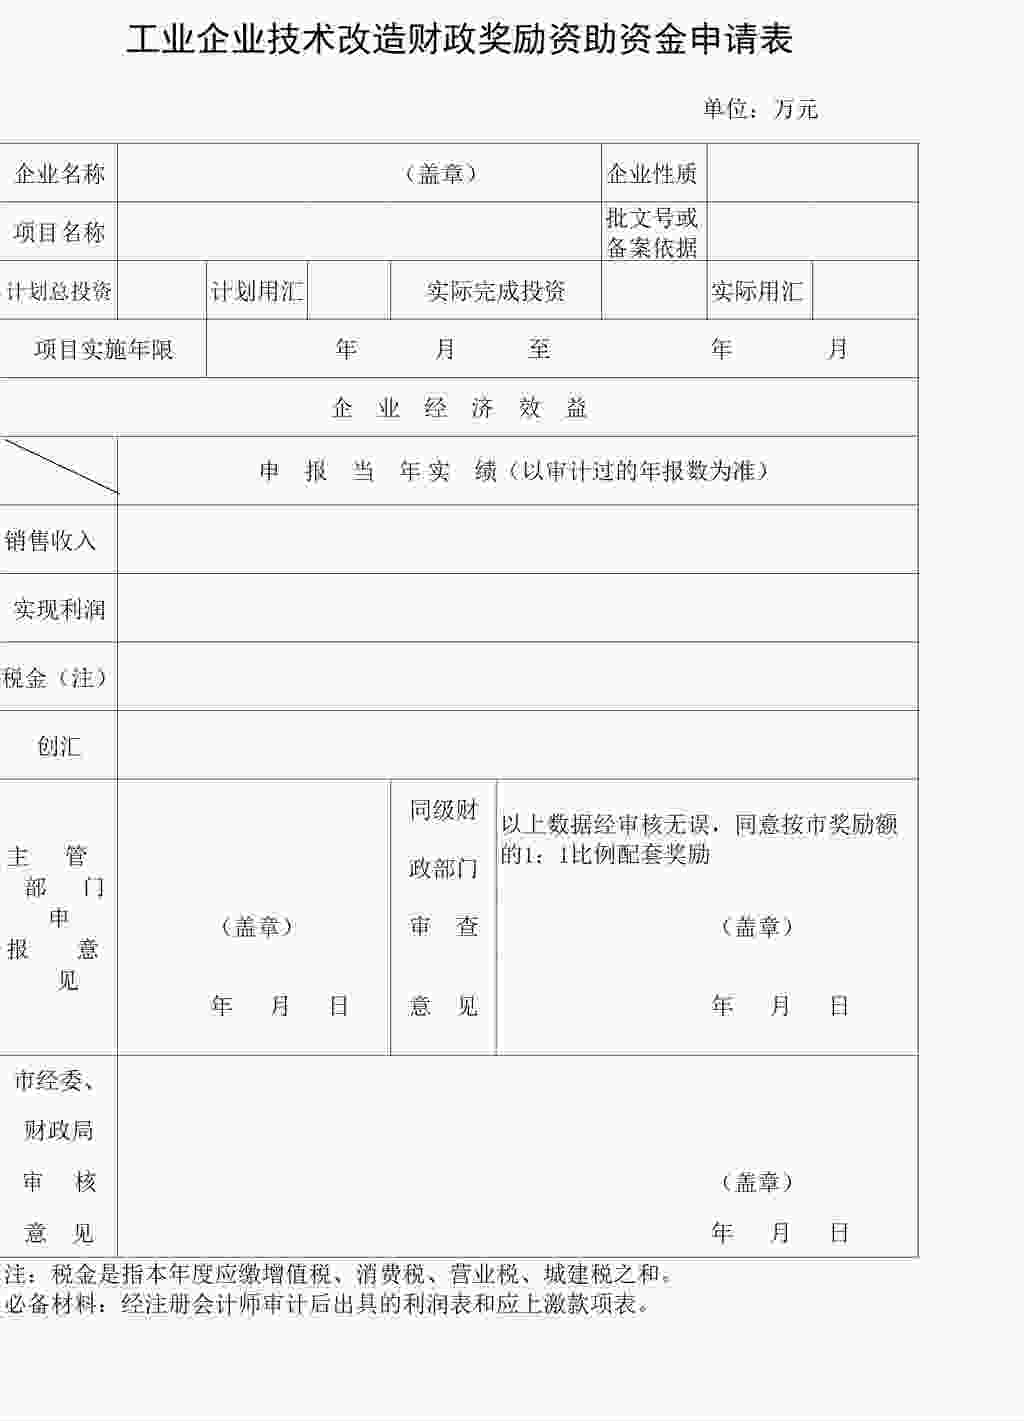 工业企业技术改造财政奖励资助资金申请表
单位：万元
企业名称 （盖章） 企业性质
项目名称 批文号或
备案依据
计划总投资 计划用汇 实际完成投资 实际用汇
项目实施年限 年 月 至 年 月
企 业 经 济 效 益
申 报 当 年 实 绩（以审计过的年报数为准）
销售收入
实现利润
税金（注）
创汇
主 管
部 门
申
报 意
见
（盖章）
年 月 日
同级财
政部门
审 查
意 见
以上数据经审核无误，同意按市奖励额
的1：1比例配套奖励
（盖章）
年 月 日
市经委、
财政局
审 核
意 见
（盖章）
年 月 日
注：税金是指本年度应缴增值税、消费税、营业税、城建税之和。
必备材料：经注册会计师审计后出具的利润表和应上激款项表。